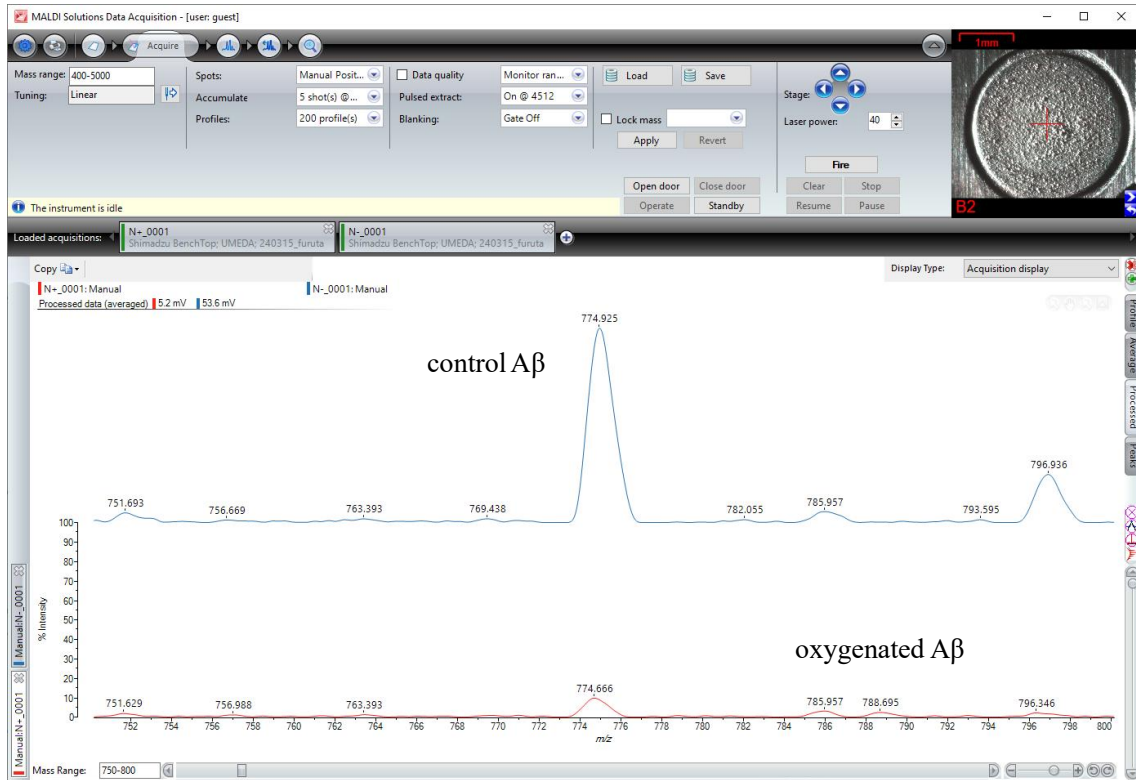 MALDI Solutions Data Acquisition - [user: guest]
Acquire
1mm
Mass range: 400-5000
Spots: Manual Posit...
Data quality
Monitor ran...
Load
Save
Tuning: Linear
Accumulate 5 shot(s) @...
Pulsed extract: On @ 4512
Stage:
Profiles: 200 profile(s)
Blanking: Gate Off
Lock mass
Laser power: 40
Apply
Revert
Fire
Open door
Close door
Clear
Stop
The instrument is idle
Operate
Standby
Resume
Pause
B2
Loaded acquisitions:
N+_0001
Shimadzu BenchTop; UMEDA; 240315_furuta
N-_0001
Shimadzu BenchTop; UMEDA; 240315_furuta
Copy
Display Type: Acquisition display
N+_0001: Manual
N-_0001: Manual
Processed data (averaged) 5.2 mV 53.6 mV
Profile
Average
Processed
Peaks
774.925
control Aβ
796.936
751.693
756.669
763.393
769.438
782.055
785.957
793.595
100
90
80
70
60
50
40
30
20
10
0
% Intensity
Manual:N-_0001
Manual:N+_0001
oxygenated Aβ
751.629
756.988
763.393
774.666
785.957
788.695
796.346
752 754 756 758 760 762 764 766 768 770 772 774 776 778 780 782 784 786 788 790 792 794 796 798 800
m/z
Mass Range: 750-800